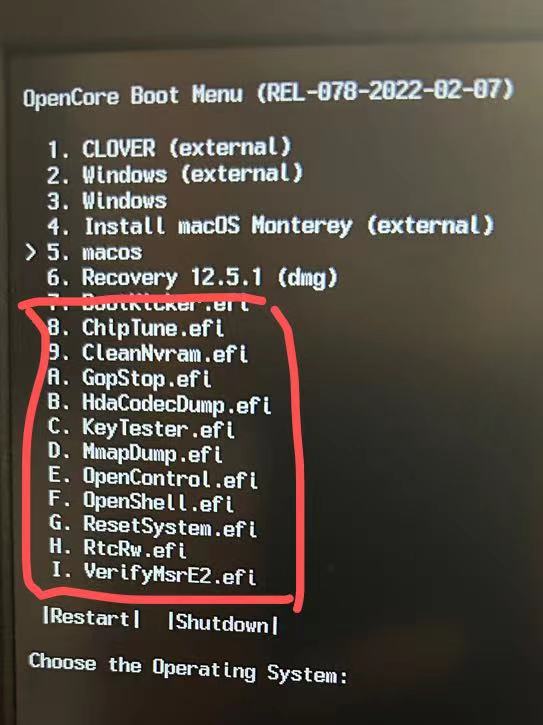 OpenCore Boot Menu (REL-078-2022-02-07)
1. CLOVER (external)
2. Windows (external)
3. Windows
4. Install macOS Monterey (external)
> 5. macos
6. Recovery 12.5.1 (dmg)
7. BootKicker.efi
8. ChipTune.efi
9. CleanNvram.efi
A. GopStop.efi
B. HdaCodecDump.efi
C. KeyTester.efi
D. MmapDump.efi
E. OpenControl.efi
F. OpenShell.efi
G. ResetSystem.efi
H. RtcRw.efi
I. VerifyMsrE2.efi
|Restart| |Shutdown|
Choose the Operating System: